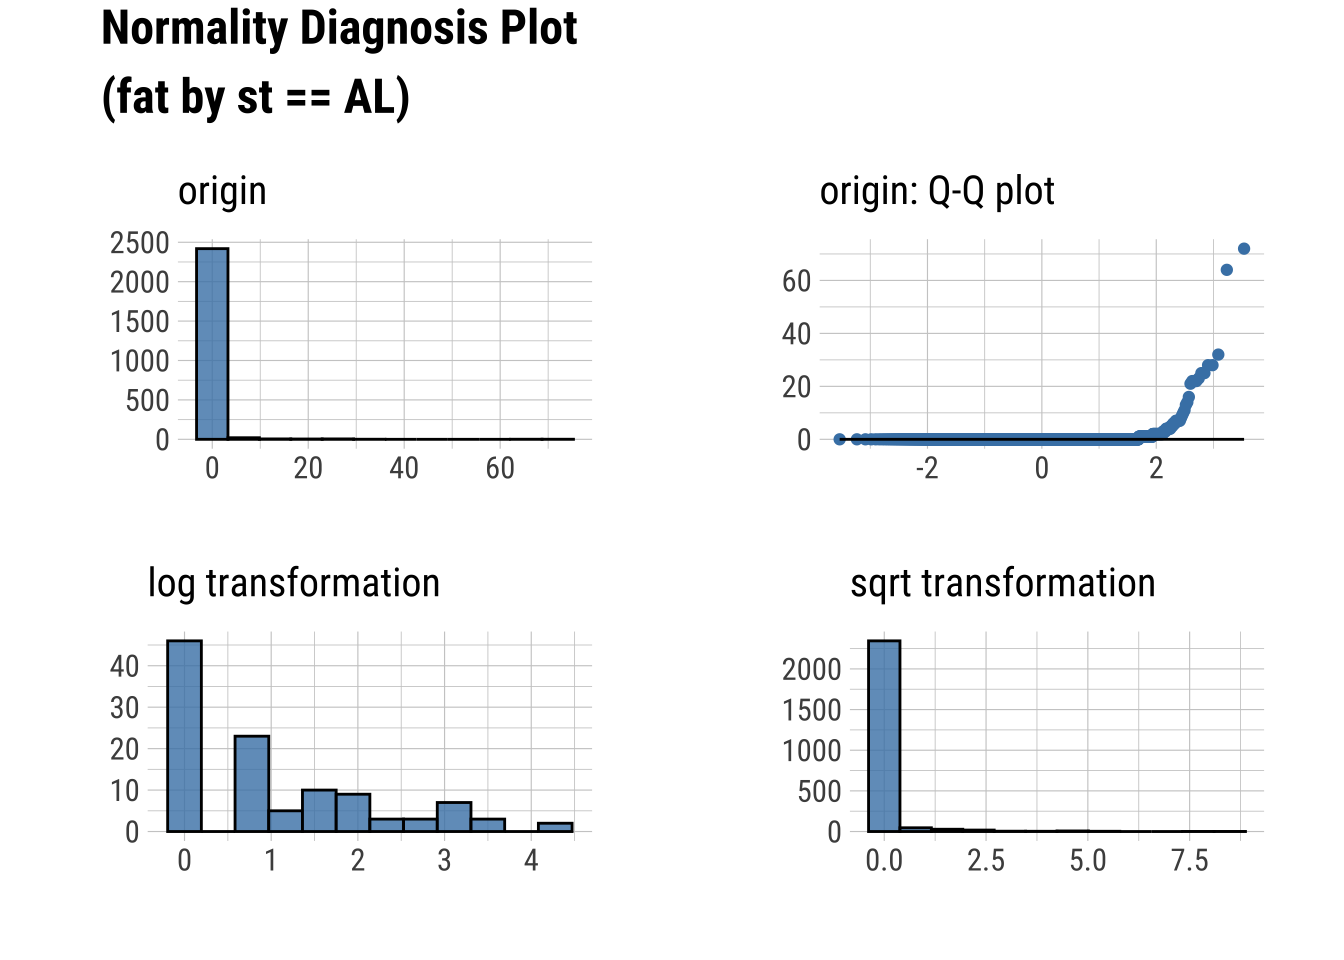 Normality Diagnosis Plot
(fat by st == AL)
origin
2500
2000
1500
1000
500
0
0 20 40 60
origin: Q-Q plot
60
40
20
0
-2 0 2
log transformation
40
30
20
10
0
0 1 2 3 4
sqrt transformation
2000
1500
1000
500
0
0.0 2.5 5.0 7.5